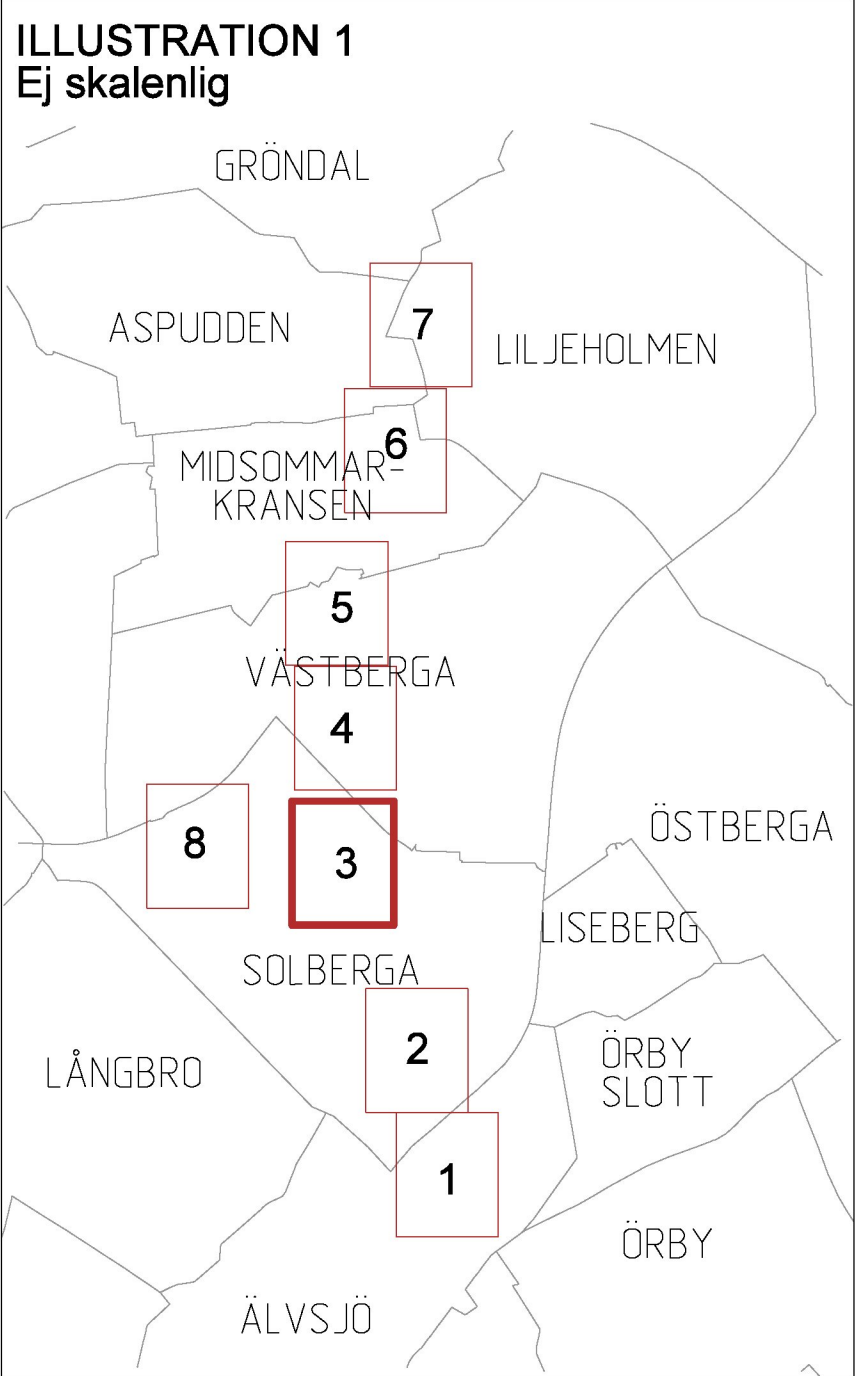 ILLUSTRATION 1
Ej skalenlig
GRÖNDAL
ASPUDDEN
7
LILJEHOLMEN
6
MIDSOMMAR-
KRANSEN
5
VÄSTBERGA
4
8
3
ÖSTBERGA
LISEBERG
SOLBERGA
2
LÅNGBRO
ÖRBY
SLOTT
1
ÖRBY
ÄLVSJÖ